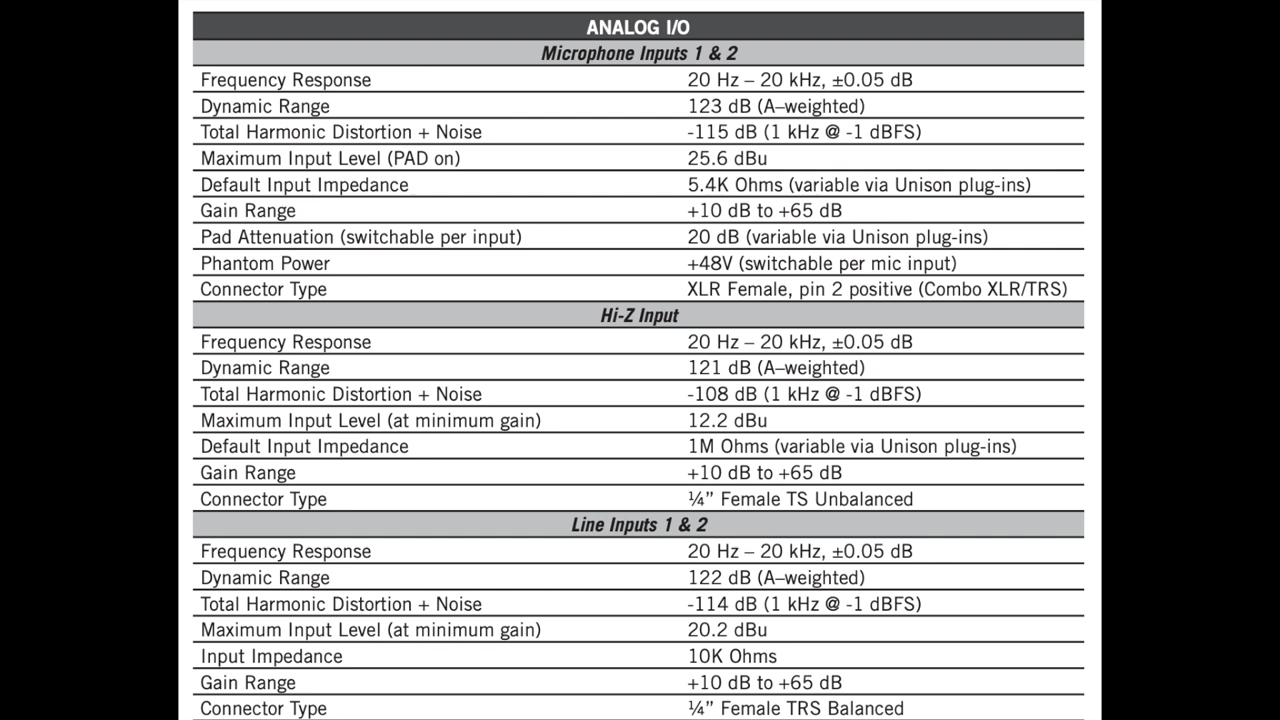 ANALOG I/O
Microphone Inputs 1 & 2
Frequency Response 20 Hz – 20 kHz, ±0.05 dB
Dynamic Range 123 dB (A–weighted)
Total Harmonic Distortion + Noise -115 dB (1 kHz @ -1 dBFS)
Maximum Input Level (PAD on) 25.6 dBu
Default Input Impedance 5.4K Ohms (variable via Unison plug-ins)
Gain Range +10 dB to +65 dB
Pad Attenuation (switchable per input) 20 dB (variable via Unison plug-ins)
Phantom Power +48V (switchable per mic input)
Connector Type XLR Female, pin 2 positive (Combo XLR/TRS)
Hi-Z Input
Frequency Response 20 Hz – 20 kHz, ±0.05 dB
Dynamic Range 121 dB (A–weighted)
Total Harmonic Distortion + Noise -108 dB (1 kHz @ -1 dBFS)
Maximum Input Level (at minimum gain) 12.2 dBu
Default Input Impedance 1M Ohms (variable via Unison plug-ins)
Gain Range +10 dB to +65 dB
Connector Type ¼” Female TS Unbalanced
Line Inputs 1 & 2
Frequency Response 20 Hz – 20 kHz, ±0.05 dB
Dynamic Range 122 dB (A–weighted)
Total Harmonic Distortion + Noise -114 dB (1 kHz @ -1 dBFS)
Maximum Input Level (at minimum gain) 20.2 dBu
Input Impedance 10K Ohms
Gain Range +10 dB to +65 dB
Connector Type ¼” Female TRS Balanced